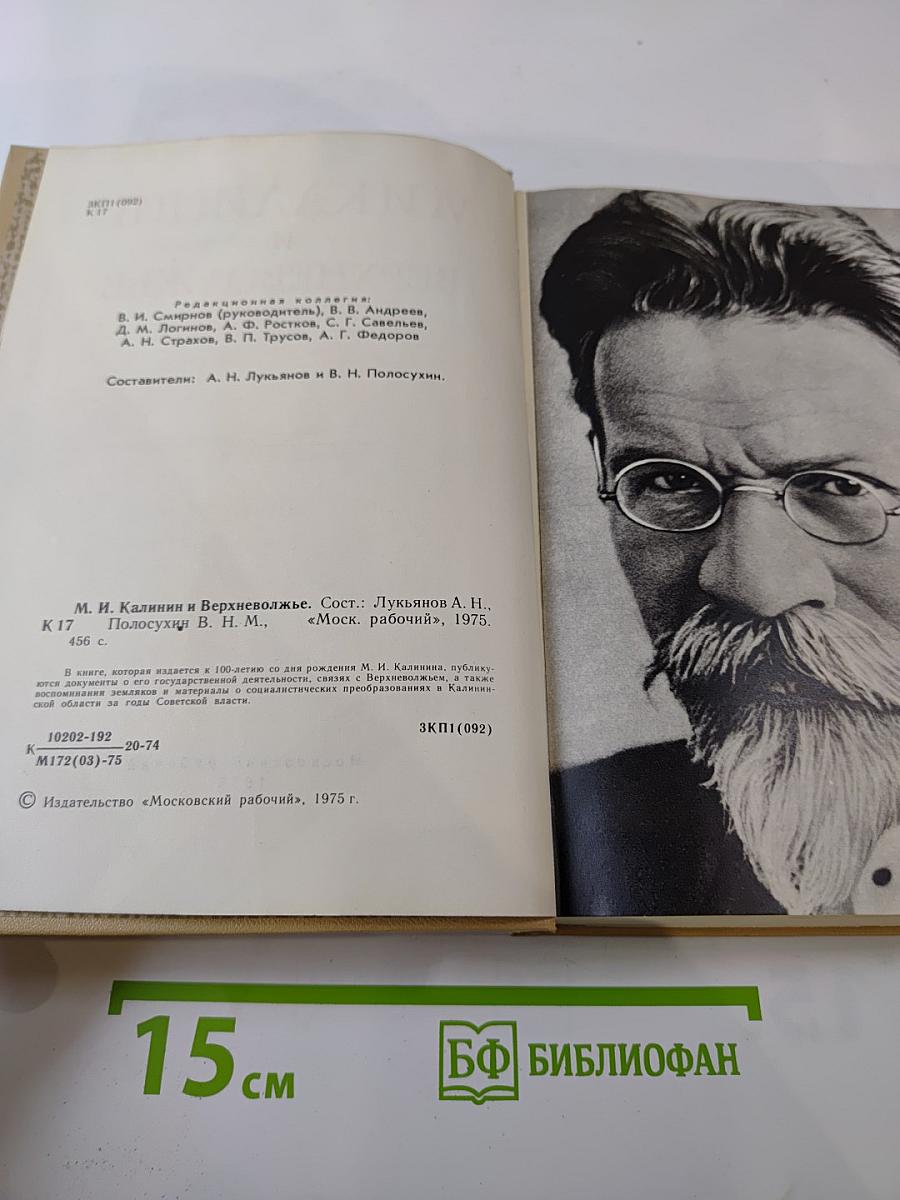 3КП1(092)
К 17
Редакционная коллегия:
В. И. Смирнов (руководитель), В. В. Андреев,
Д. М. Логинов, А. Ф. Ростков, С. Г. Савельев,
А. Н. Страхов, В. П. Трусов, А. Г. Федоров
Составители: А. Н. Лукьянов и В. Н. Полосухин.
М. И. Калинин и Верхневолжье. Сост.: Лукьянов А. Н.,
К 17 Полосухин В. Н. М., «Моск. рабочий», 1975.
456 с.
В книге, которая издается к 100-летию со дня рождения М. И. Калинина, публику-
ются документы о его государственной деятельности, связях с Верхневолжьем, а также
воспоминания земляков и материалы о социалистических преобразованиях в Калинин-
ской области за годы Советской власти.
10202-192
К 20-74
М172(03)-75
3КП1(092)
© Издательство «Московский рабочий», 1975 г.
15 см
БФ БИБЛИОФАН